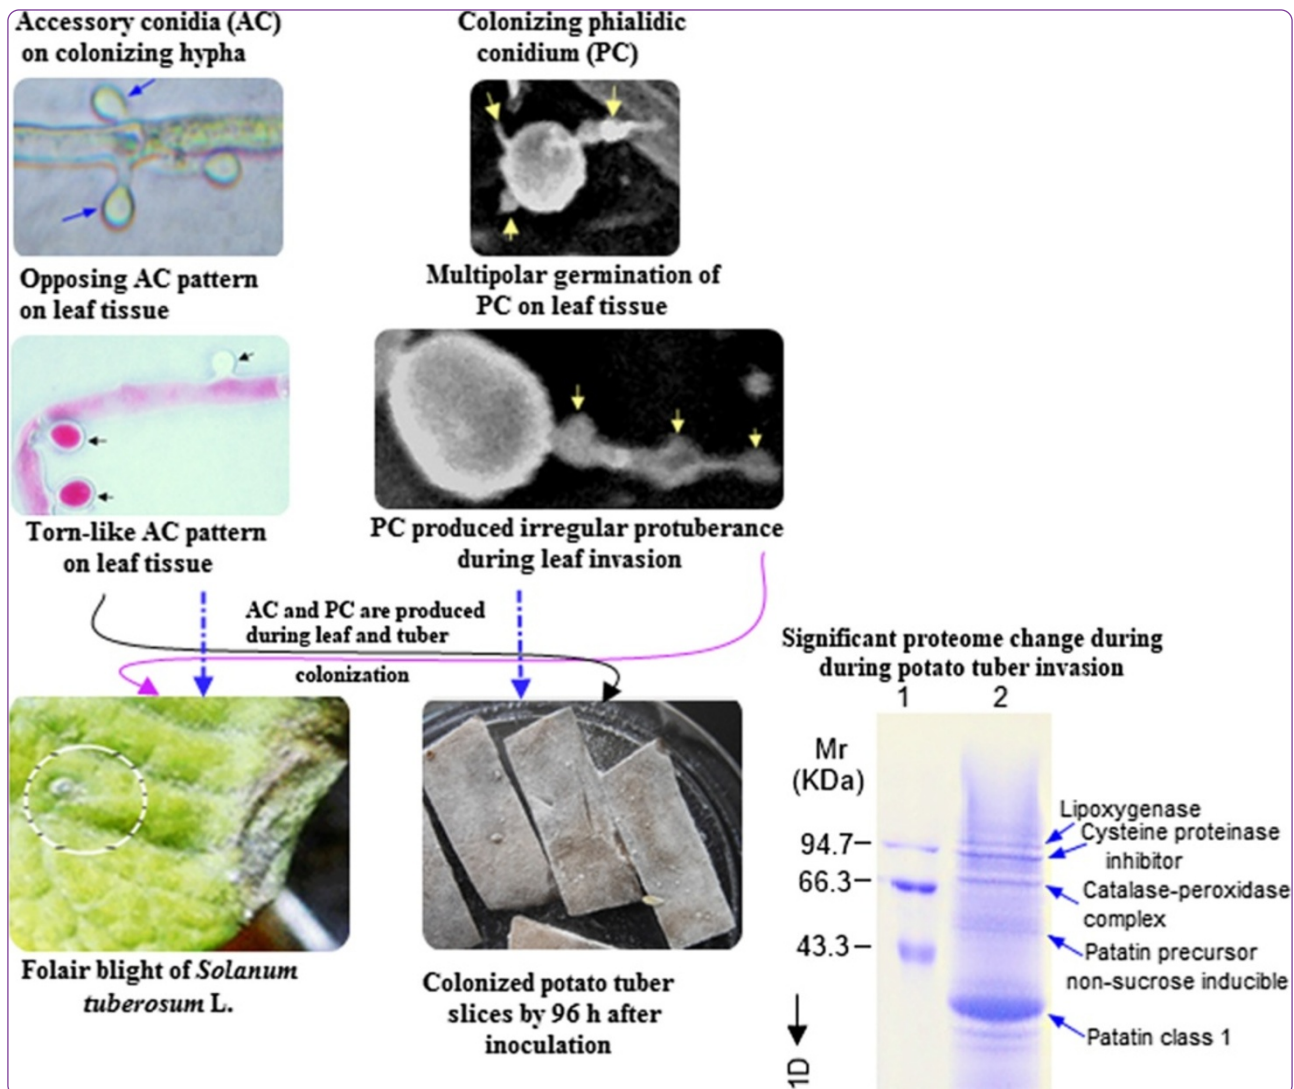 Accessory conidia (AC)
on colonizing hypha
Colonizing phialidic
conidium (PC)
Opposing AC pattern
on leaf tissue
Multipolar germination of
PC on leaf tissue
Torn-like AC pattern
on leaf tissue
PC produced irregular protuberance
during leaf invasion
AC and PC are produced
during leaf and tuber
colonization
Folair blight of Solanum
tuberosum L.
Colonized potato tuber
slices by 96 h after
inoculation
Significant proteome change during
during potato tuber invasion
1 2
Mr
(KDa)
94.7
66.3
43.3
1D
Lipoxygenase
Cysteine proteinase
inhibitor
Catalase-peroxidase
complex
Patatin precursor
non-sucrose inducible
Patatin class 1